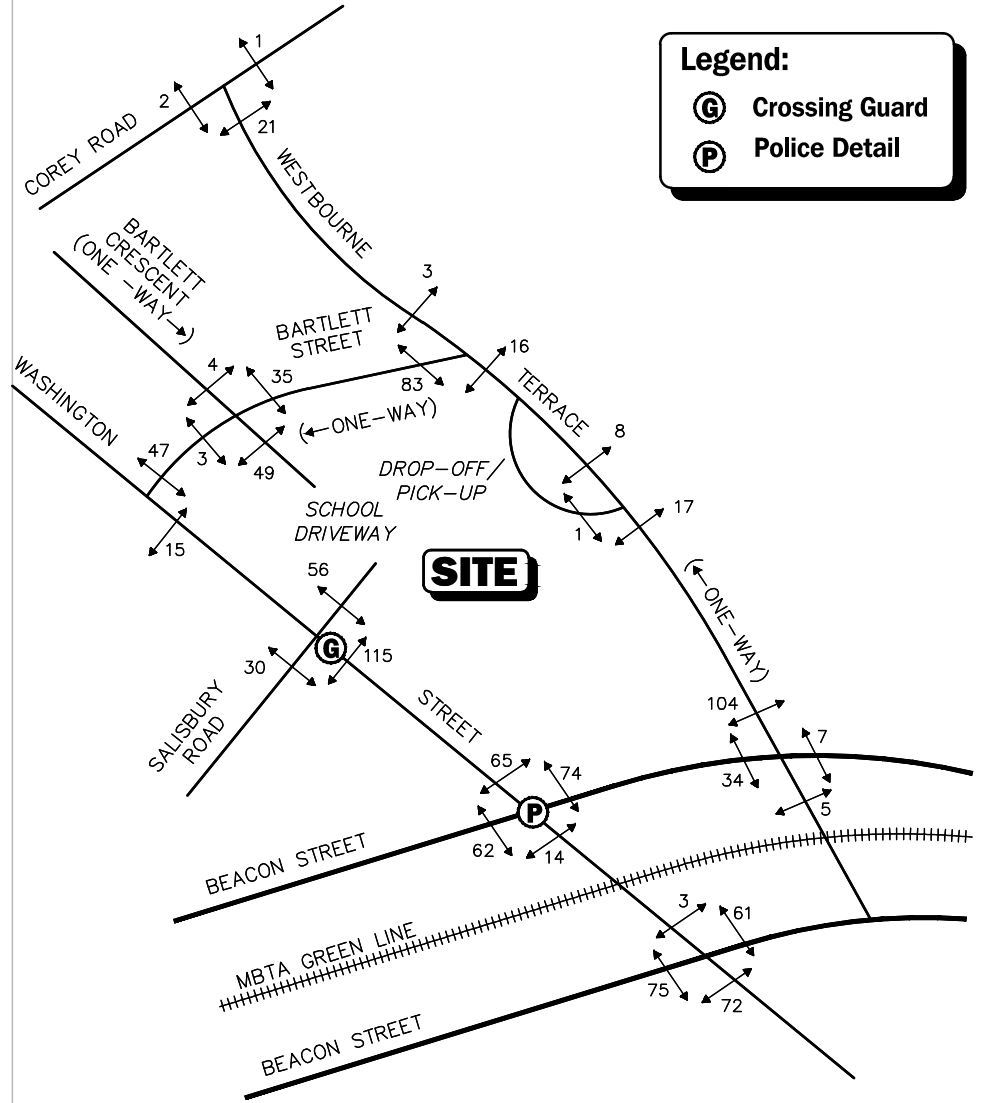 Legend:
G Crossing Guard
P Police Detail
1
2
21
COREY ROAD
WESTBOURNE
BARTLETT
CRESCENT
(ONE -WAY→)
3
BARTLETT
STREET
16
TERRACE
WASHINGTON
4
35
83
(←ONE-WAY)
8
47
3
49
DROP-OFF/
PICK-UP
17
1
15
SCHOOL
DRIVEWAY
SITE
56
(←ONE-WAY)
G
30
115
SALISBURY
ROAD
STREET
104
7
65
74
34
5
P
62
14
BEACON STREET
3
61
MBTA GREEN LINE
75
72
BEACON STREET